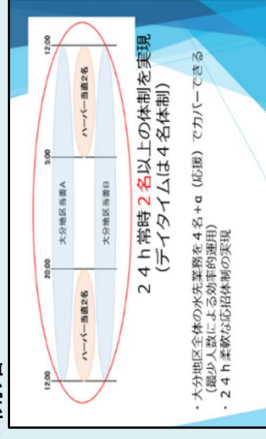 12:00
20:00
5:00
12:00
大分地区当番A
ハーバー当直2名
ハーバー当直2名
大分地区当番B
24h常時2名以上の体制を実現
(デイタイムは4名体制)
・大分地区全体の水先業務を4名+α(応援)でカバーできる
(最少人数による効率的運用)
・24h柔軟な応招体制の実現